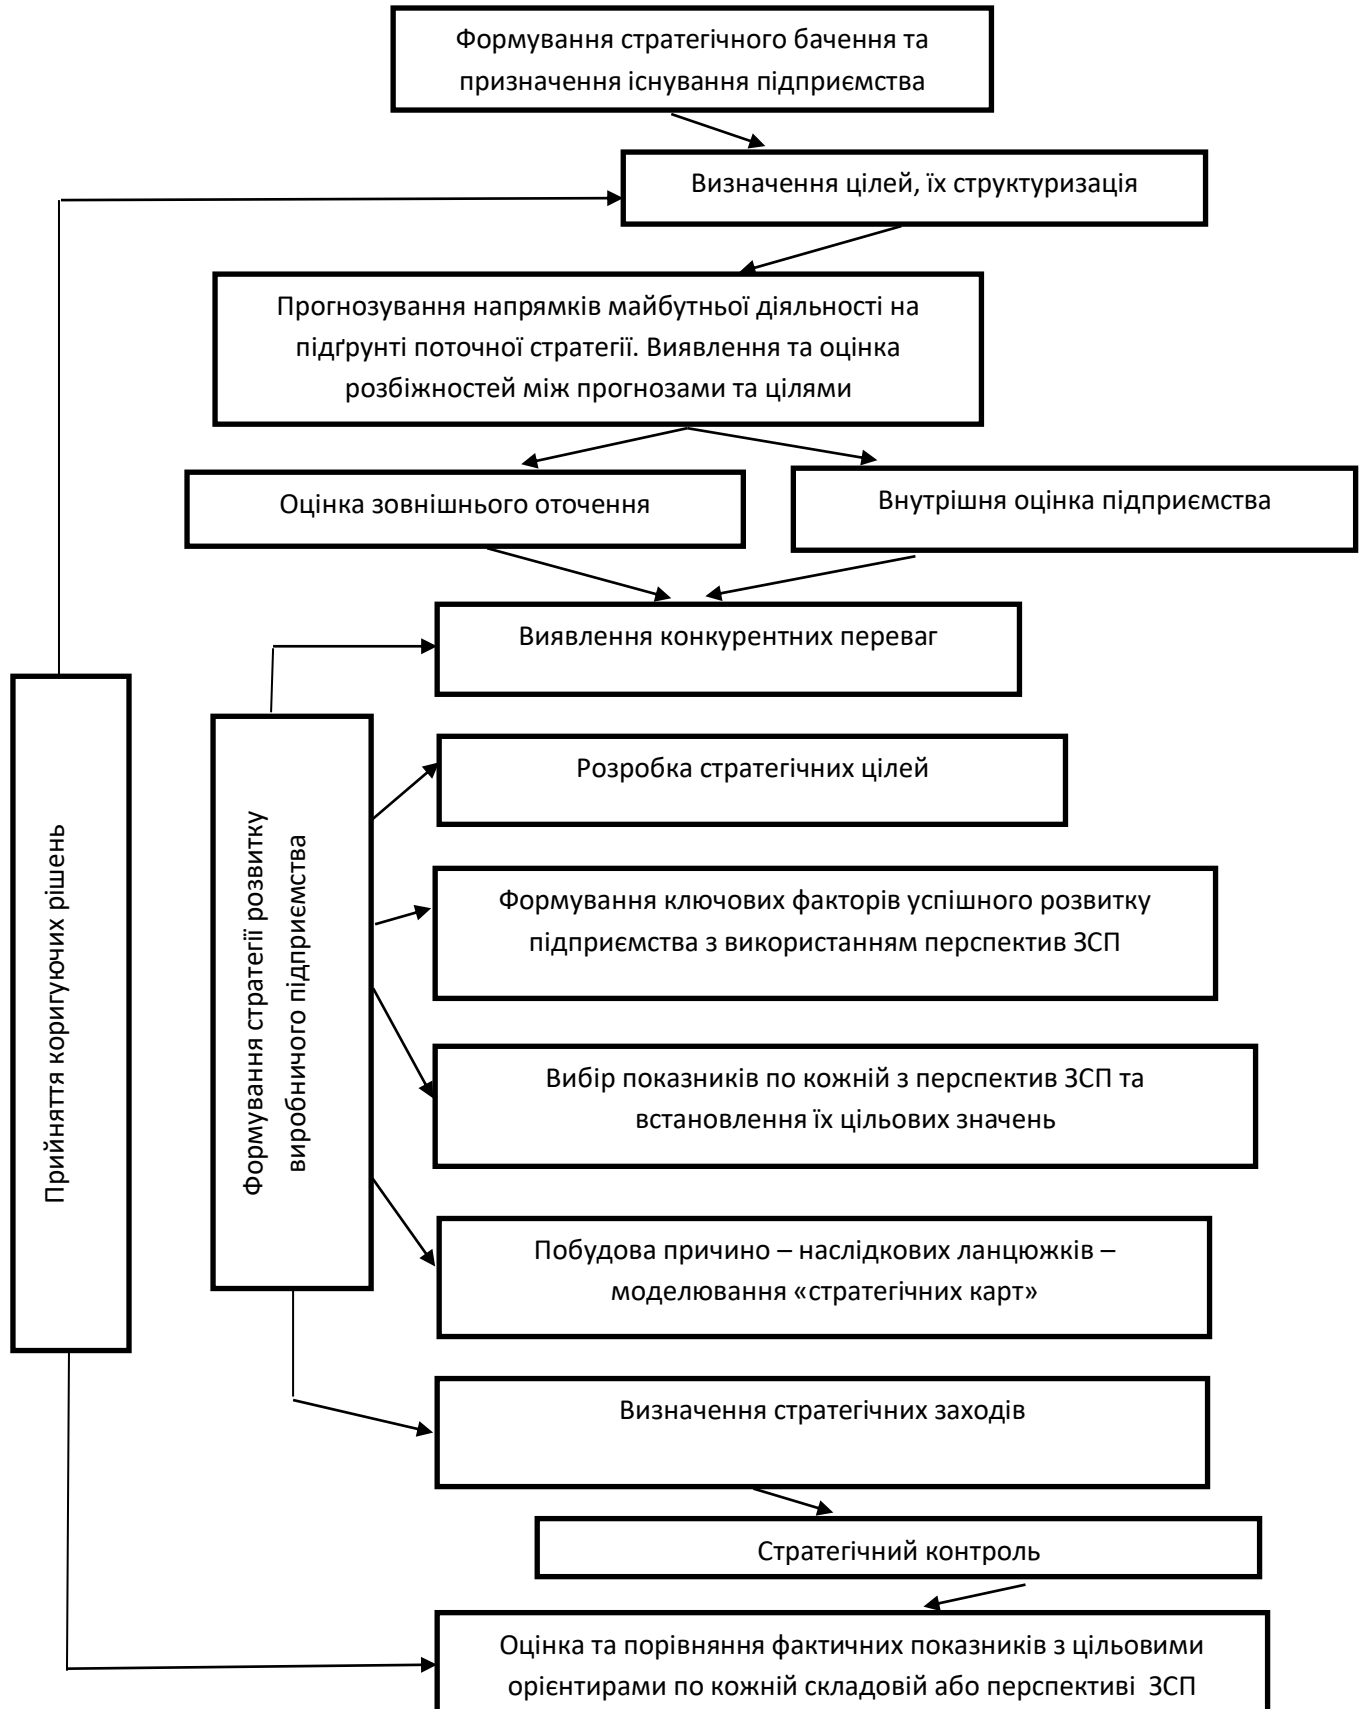 Формування стратегічного бачення та
призначення існування підприємства
Визначення цілей, їх структуризація
Прогнозування напрямків майбутньої діяльності на
підґрунті поточної стратегії. Виявлення та оцінка
розбіжностей між прогнозами та цілями
Оцінка зовнішнього оточення
Внутрішня оцінка підприємства
Виявлення конкурентних переваг
Прийняття коригуючих рішень
Формування стратегії розвитку
виробничого підприємства
Розробка стратегічних цілей
Формування ключових факторів успішного розвитку
підприємства з використанням перспектив ЗСП
Вибір показників по кожній з перспектив ЗСП та
встановлення їх цільових значень
Побудова причино – наслідкових ланцюжків –
моделювання «стратегічних карт»
Визначення стратегічних заходів
Стратегічний контроль
Оцінка та порівняння фактичних показників з цільовими
орієнтирами по кожній складовій або перспективі ЗСП